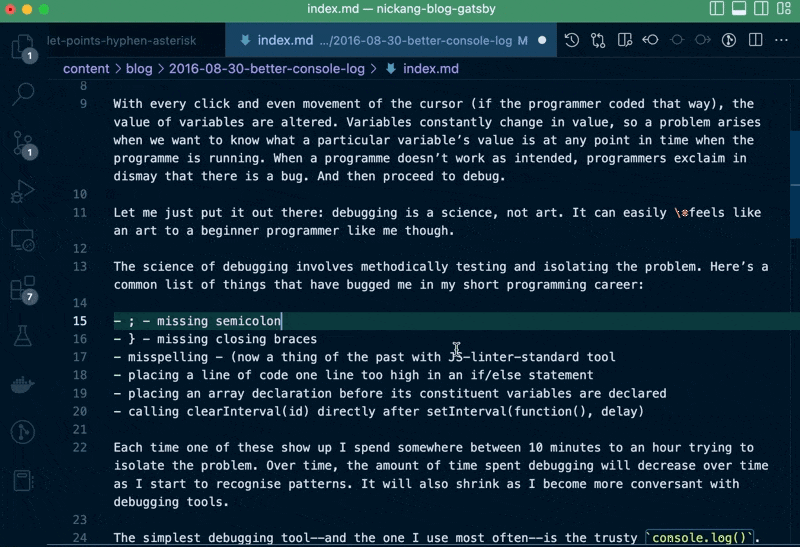 index.md — nickang-blog-gatsby
let-points-hyphen-asterisk
index.md .../2016-08-30-better-console-log M
content > blog > 2016-08-30-better-console-log > index.md
8
9 With every click and even movement of the cursor (if the programmer coded that way), the
value of variables are altered. Variables constantly change in value, so a problem arises
when we want to know what a particular variable’s value is at any point in time when the
programme is running. When a programme doesn’t work as intended, programmers exclaim in
dismay that there is a bug. And then proceed to debug.
10
11 Let me just put it out there: debugging is a science, not art. It can easily \*feels like
an art to a beginner programmer like me though.
12
13 The science of debugging involves methodically testing and isolating the problem. Here’s a
common list of things that have bugged me in my short programming career:
14
15 - ; - missing semicolon
16 - } - missing closing braces
17 - misspelling - (now a thing of the past with JS-linter-standard tool
18 - placing a line of code one line too high in an if/else statement
19 - placing an array declaration before its constituent variables are declared
20 - calling clearInterval(id) directly after setInterval(function(), delay)
21
22 Each time one of these show up I spend somewhere between 10 minutes to an hour trying to
isolate the problem. Over time, the amount of time spent debugging will decrease over time
as I start to recognise patterns. It will also shrink as I become more conversant with
debugging tools.
23
24 The simplest debugging tool--and the one I use most often--is the trusty `console.log()`.
1
1
7